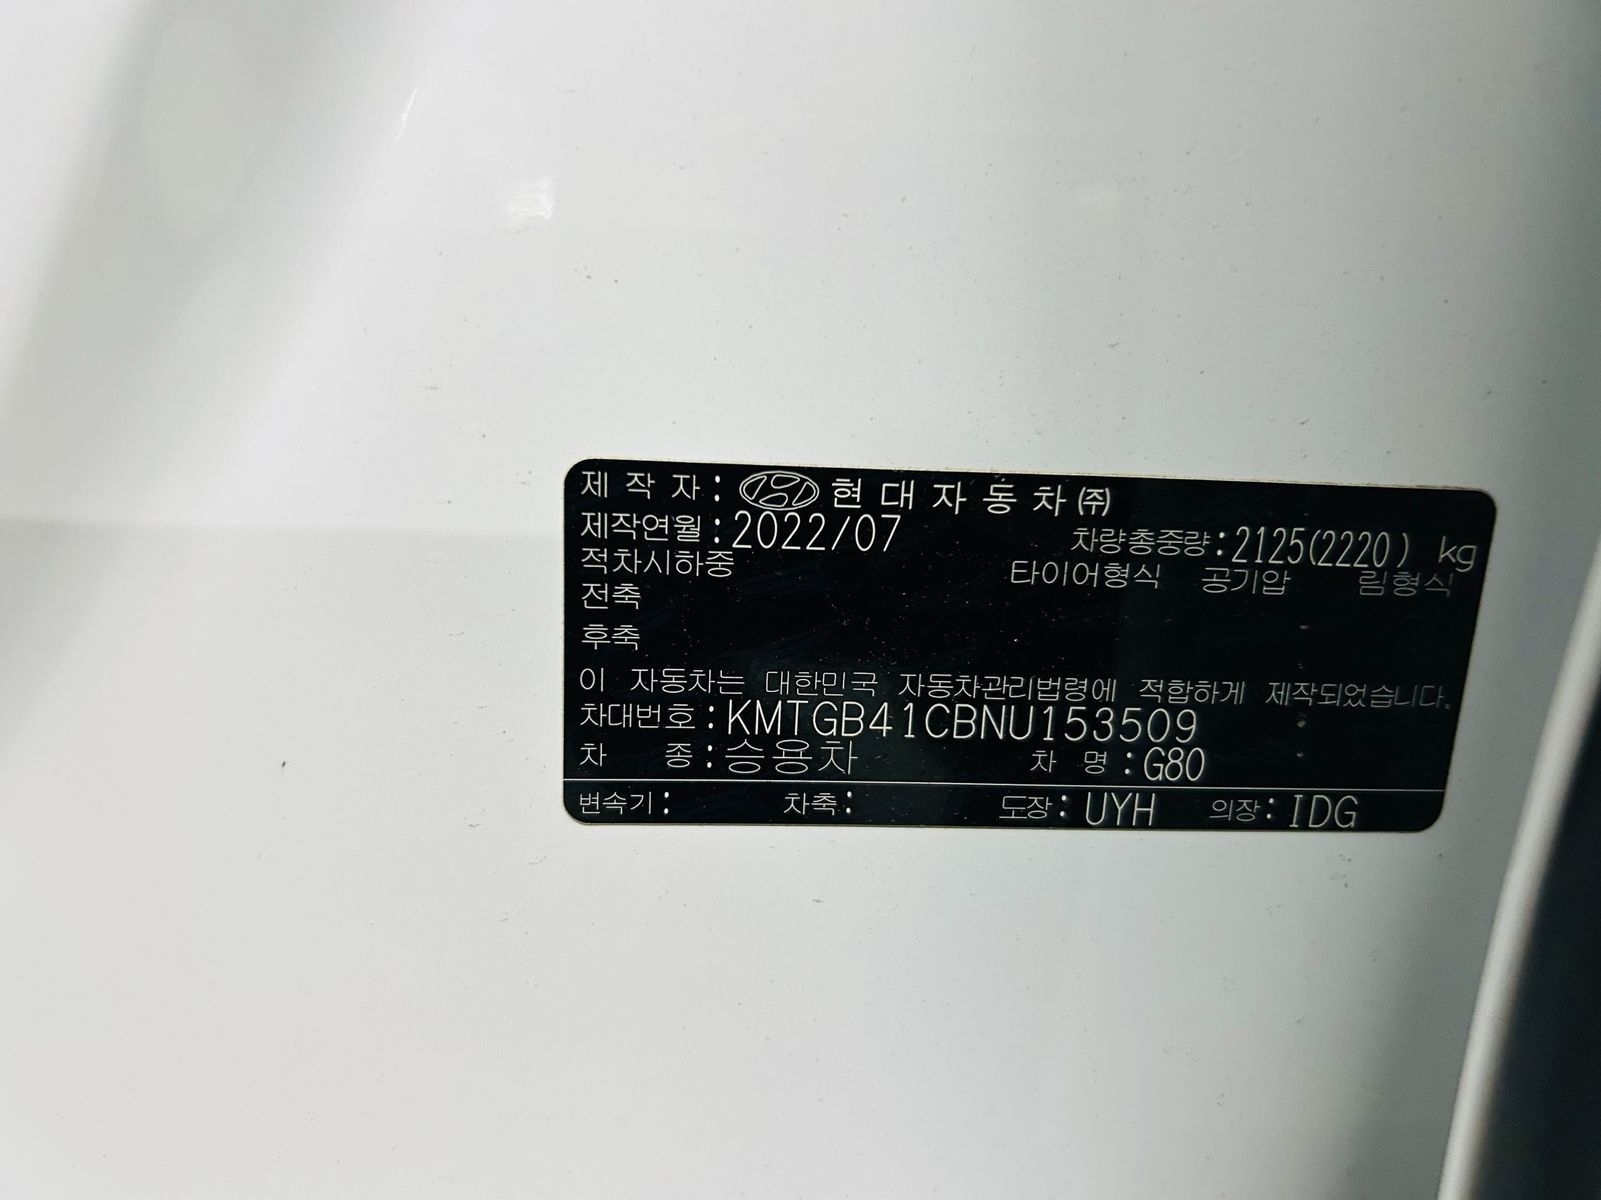 제 작 자 : 현 대 자 동 차 ㈜
제작연월 : 2022/07 차량총중량 : 2125(2220) kg
적차시하중 타이어형식 공기압 림형식
전축
후축
이 자동차는 대한민국 자동차관리법령에 적합하게 제작되었습니다.
차대번호 : KMTGB41CBNU153509
차 종 : 승용차 차 명 : G80
변속기 : 차축 : 도장 : UYH 의장 : IDG